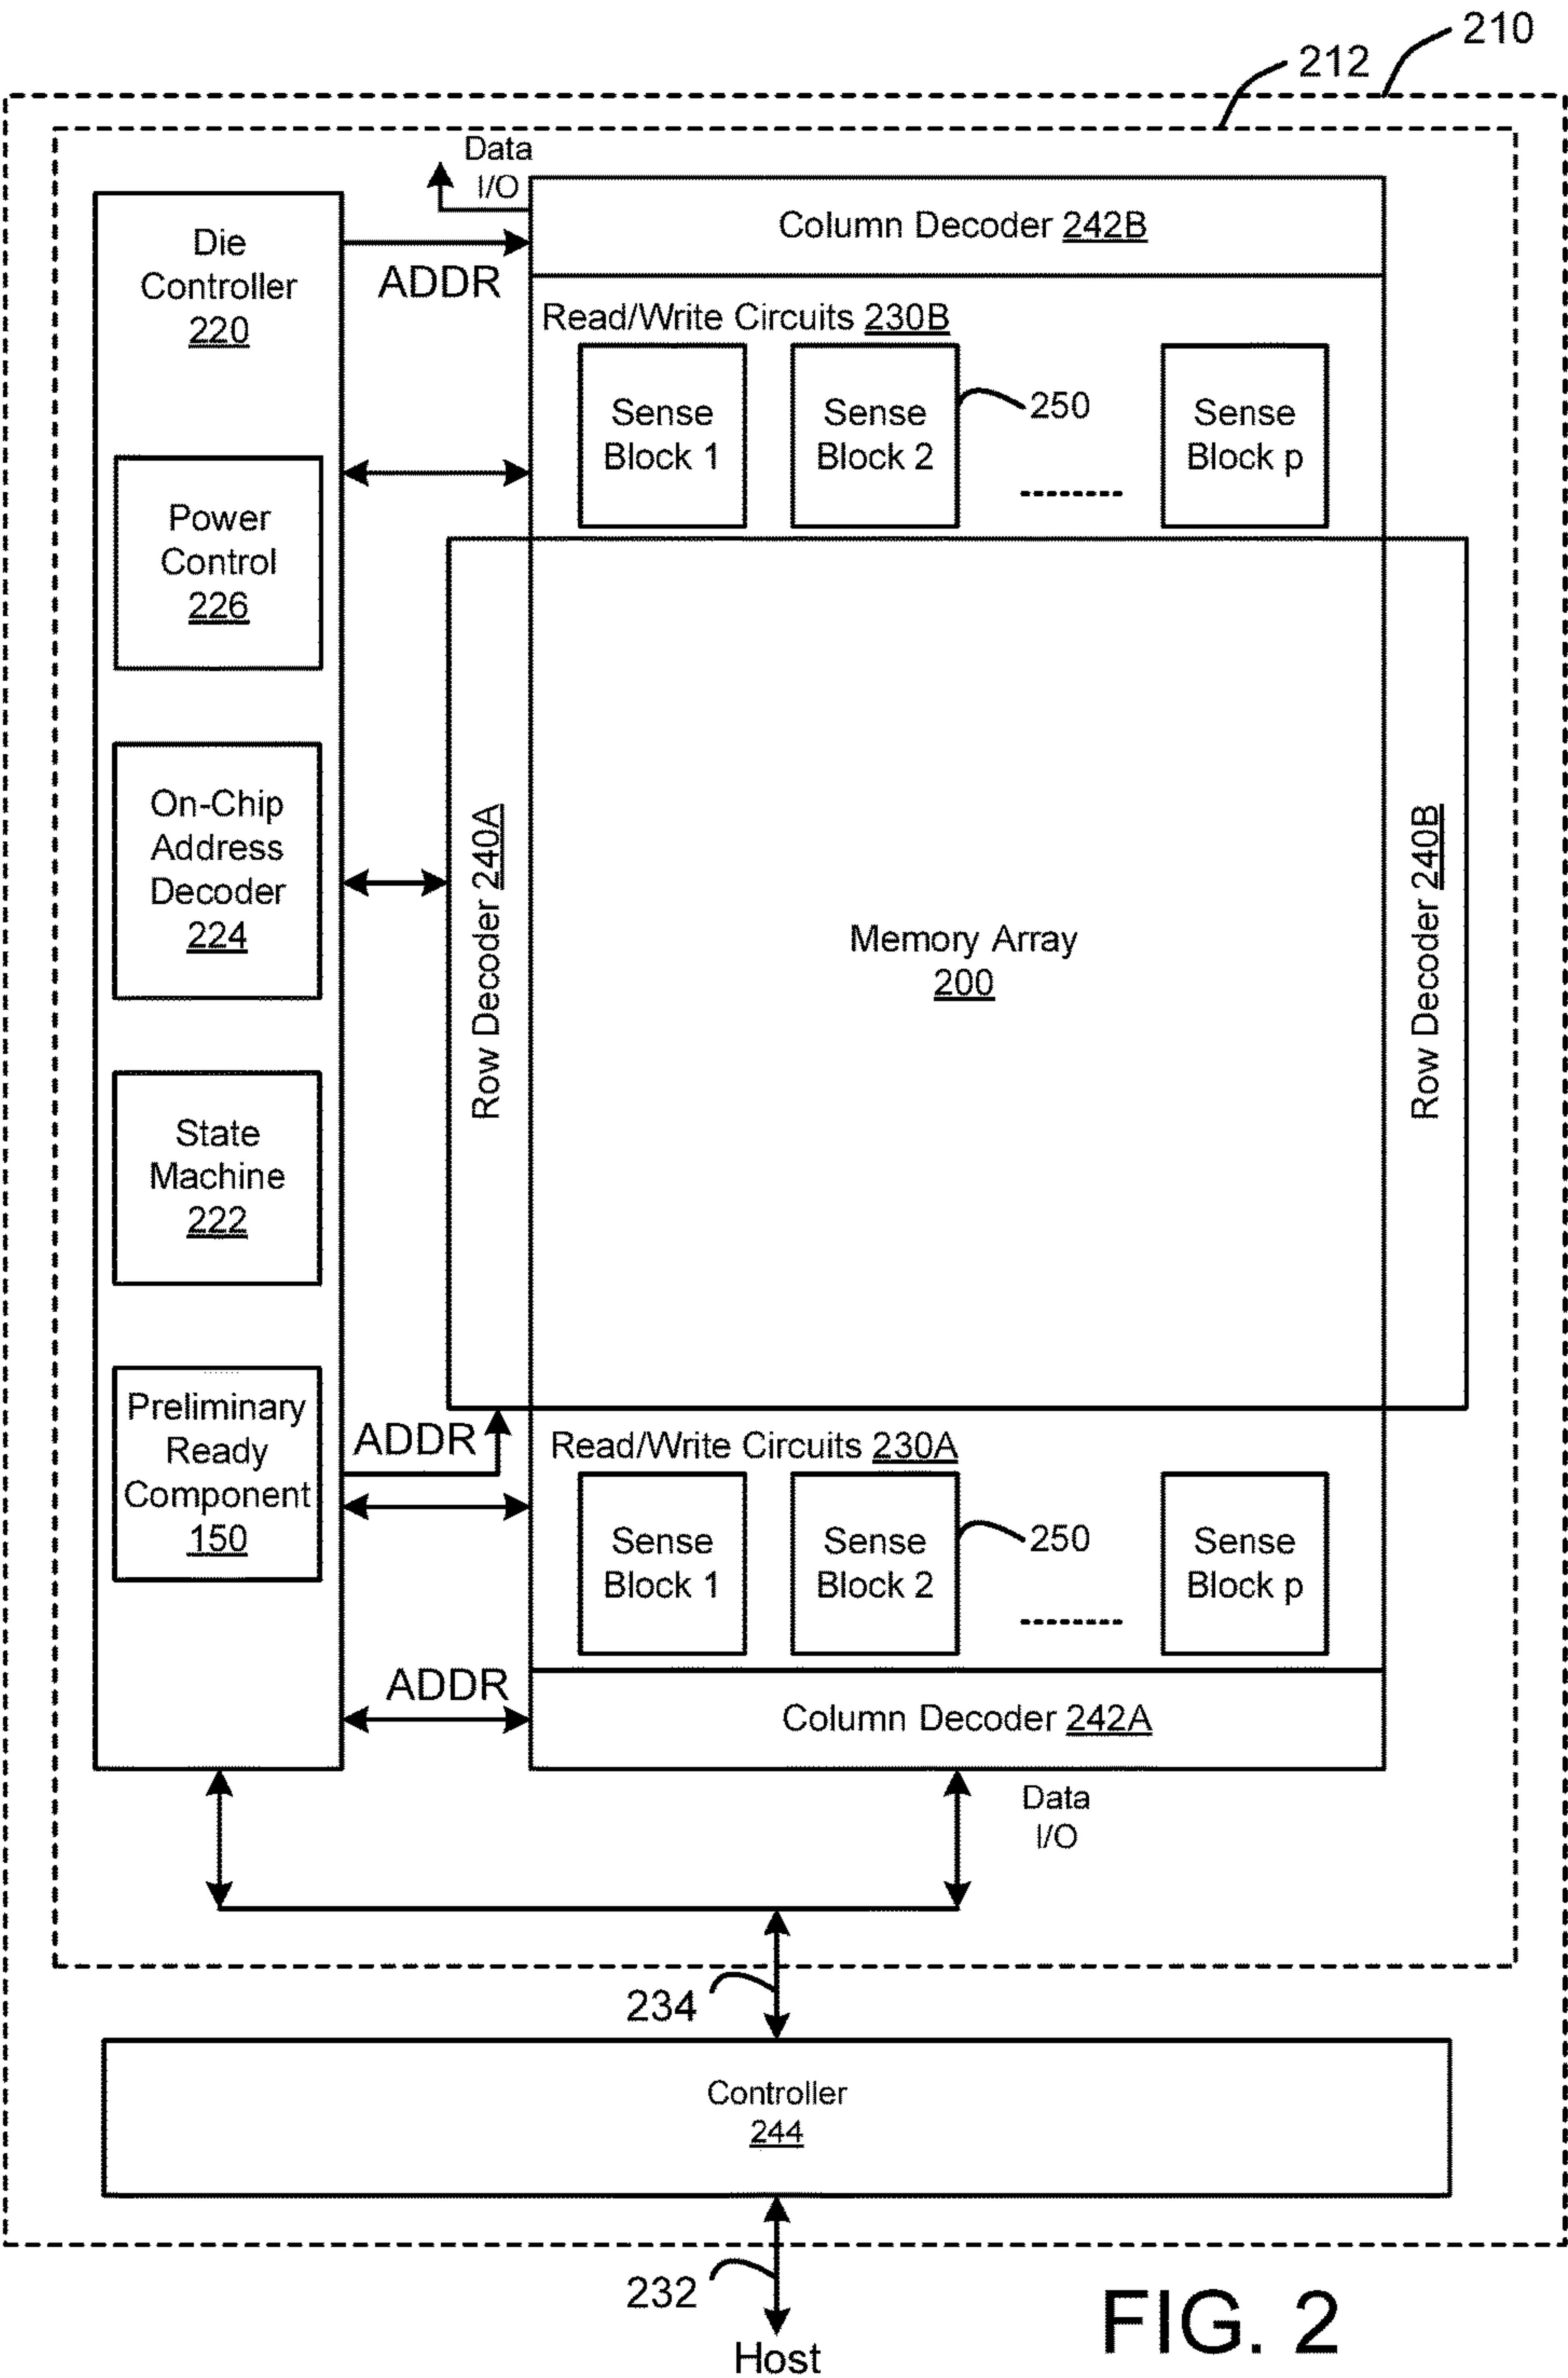 210
212
Data
I/O
Column Decoder 242B
Die
Controller
220
ADDR
Read/Write Circuits 230B
Sense
Block 1
Sense
Block 2
250
Sense
Block p
Power
Control
226
On-Chip
Address
Decoder
224
Row Decoder 240A
Memory Array
200
Row Decoder 240B
State
Machine
222
Preliminary
Ready
Component
150
ADDR
Read/Write Circuits 230A
Sense
Block 1
Sense
Block 2
250
Sense
Block p
ADDR
Column Decoder 242A
Data
I/O
234
Controller
244
232
Host
FIG. 2